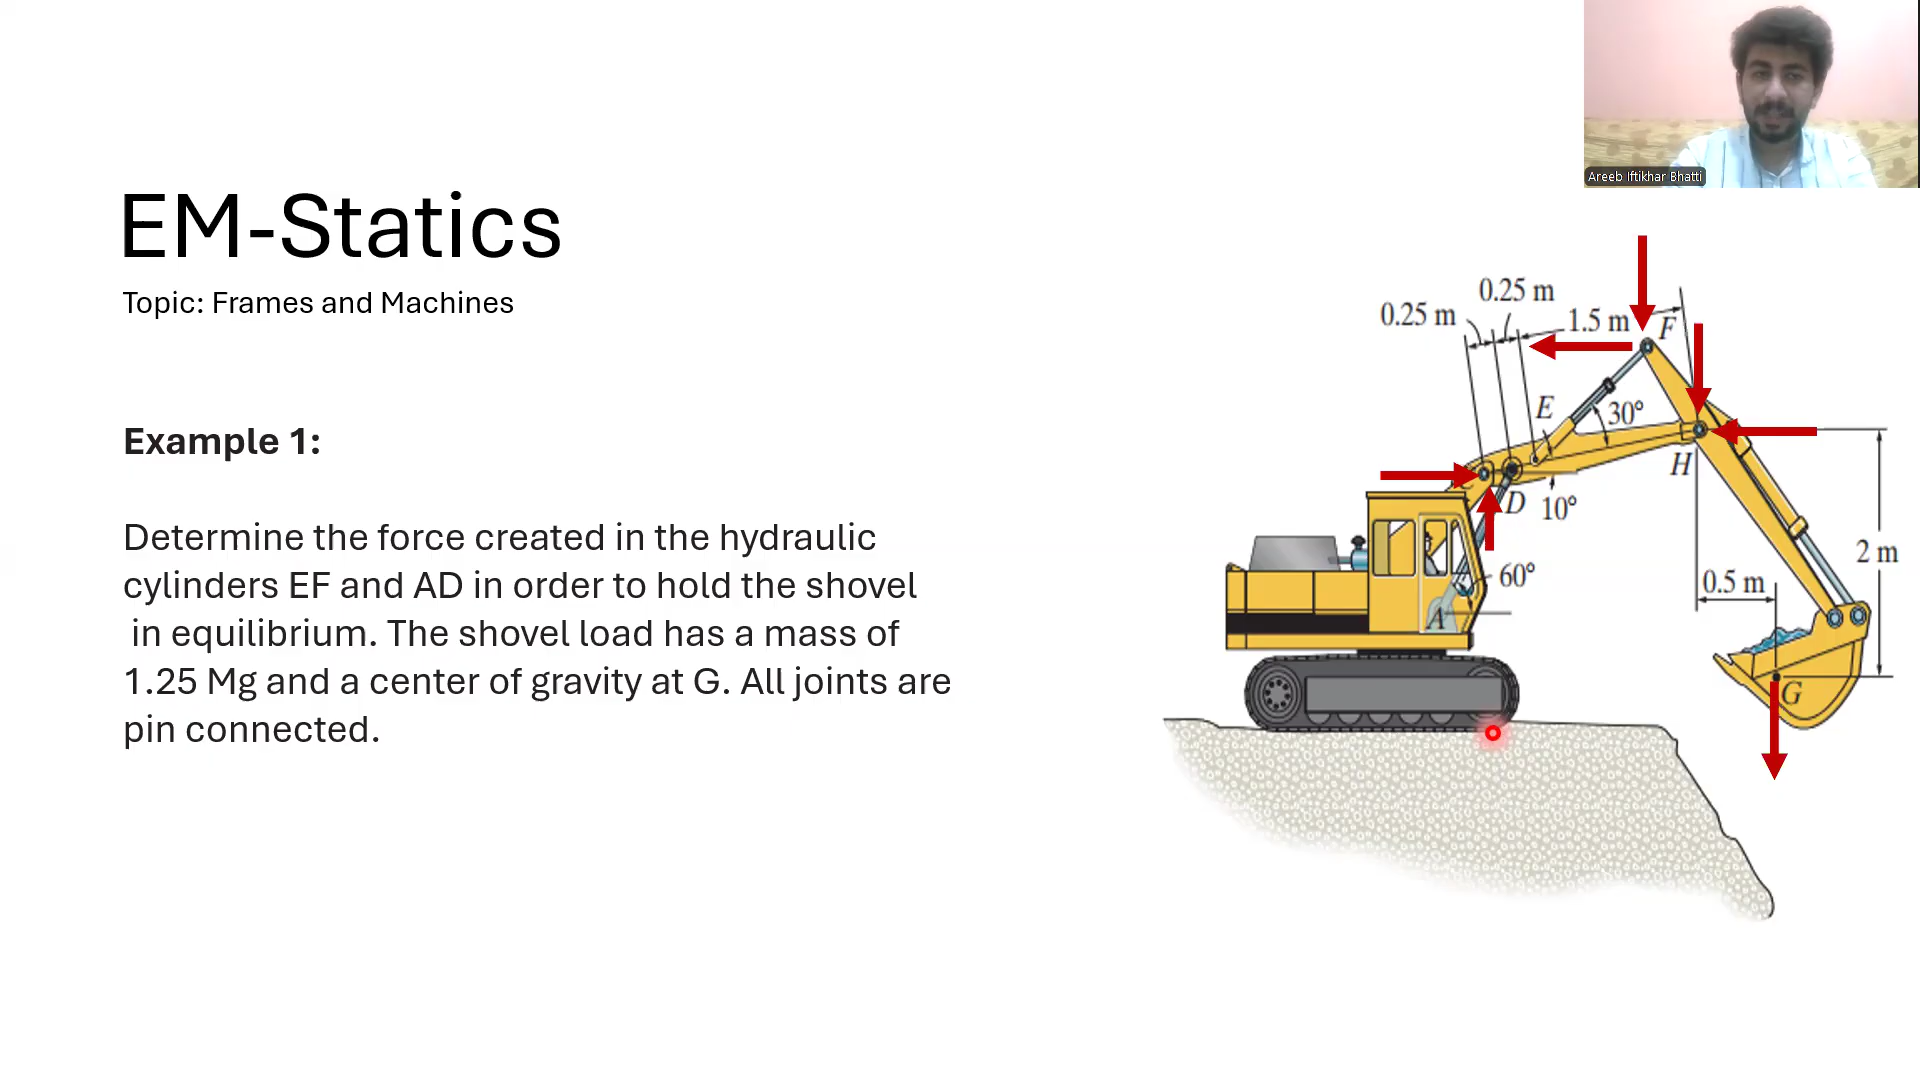 Areeb Iftikhar Bhatti
EM-Statics
Topic: Frames and Machines
Example 1:
Determine the force created in the hydraulic
cylinders EF and AD in order to hold the shovel
in equilibrium. The shovel load has a mass of
1.25 Mg and a center of gravity at G. All joints are
pin connected.
0.25 m
0.25 m
1.5 m
F
E
30°
H
D
10°
2 m
60°
0.5 m
A
G